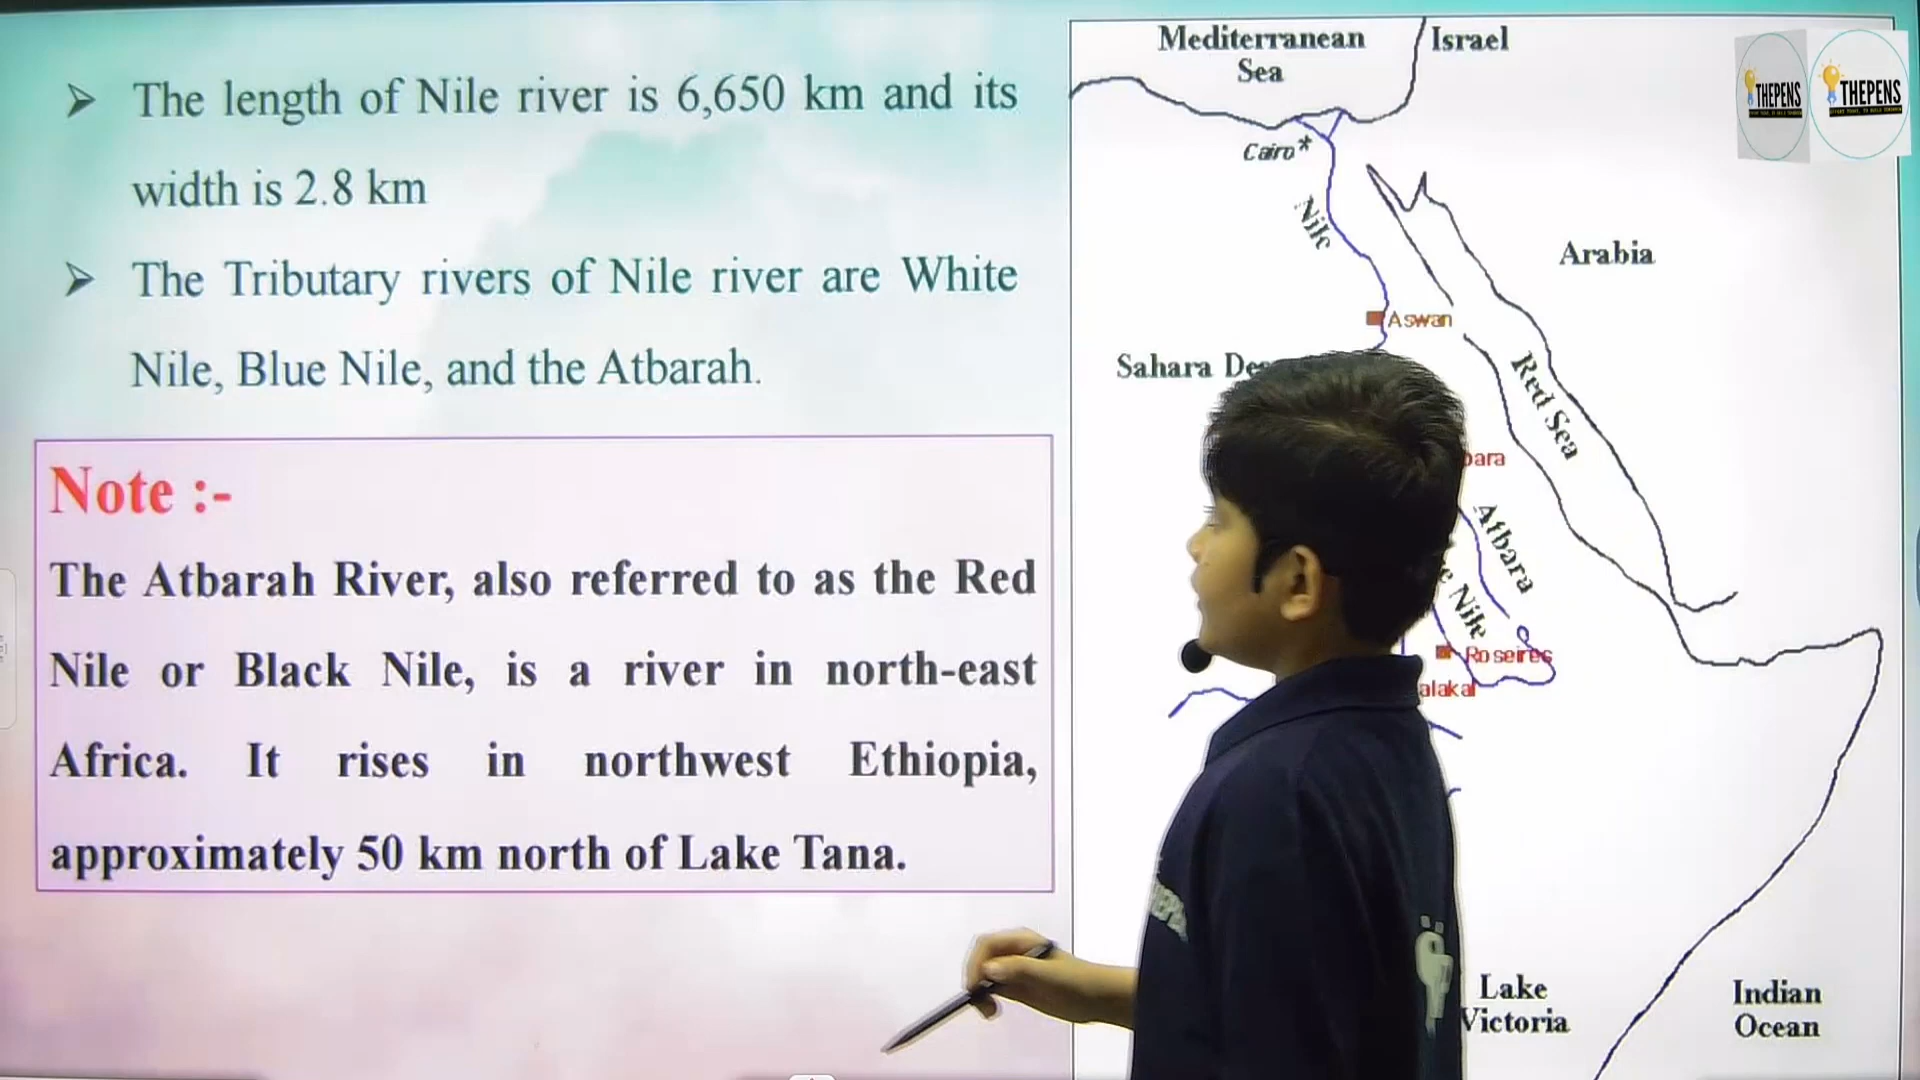 ➢ The length of Nile river is 6,650 km and its
width is 2.8 km
➢ The Tributary rivers of Nile river are White
Nile, Blue Nile, and the Atbarah.
Note :-
The Atbarah River, also referred to as the Red
Nile or Black Nile, is a river in north-east
Africa. It rises in northwest Ethiopia,
approximately 50 km north of Lake Tana.
Mediterranean
Sea
Israel
THEPENS
THEPENS
Cairo*
Nile
Arabia
Aswan
Sahara
Red Sea
Atbara
Nile
Roseires
Lake
Victoria
Indian
Ocean